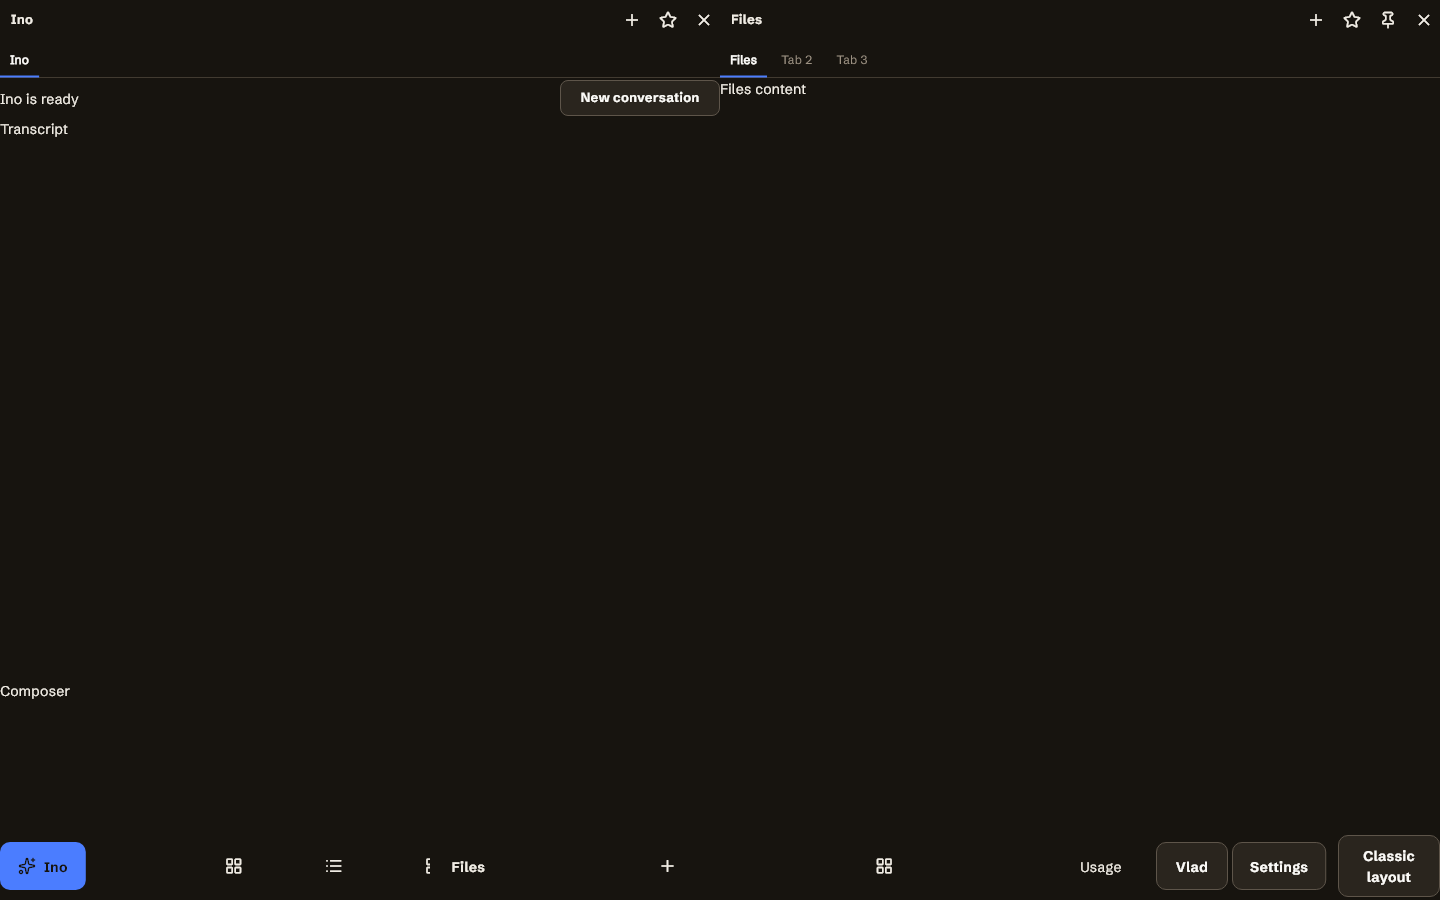 Ino
Files
Ino
Files Tab 2 Tab 3
Ino is ready
New conversation
Files content
Transcript
Composer
Ino
Files
Usage
Vlad
Settings
Classic
layout